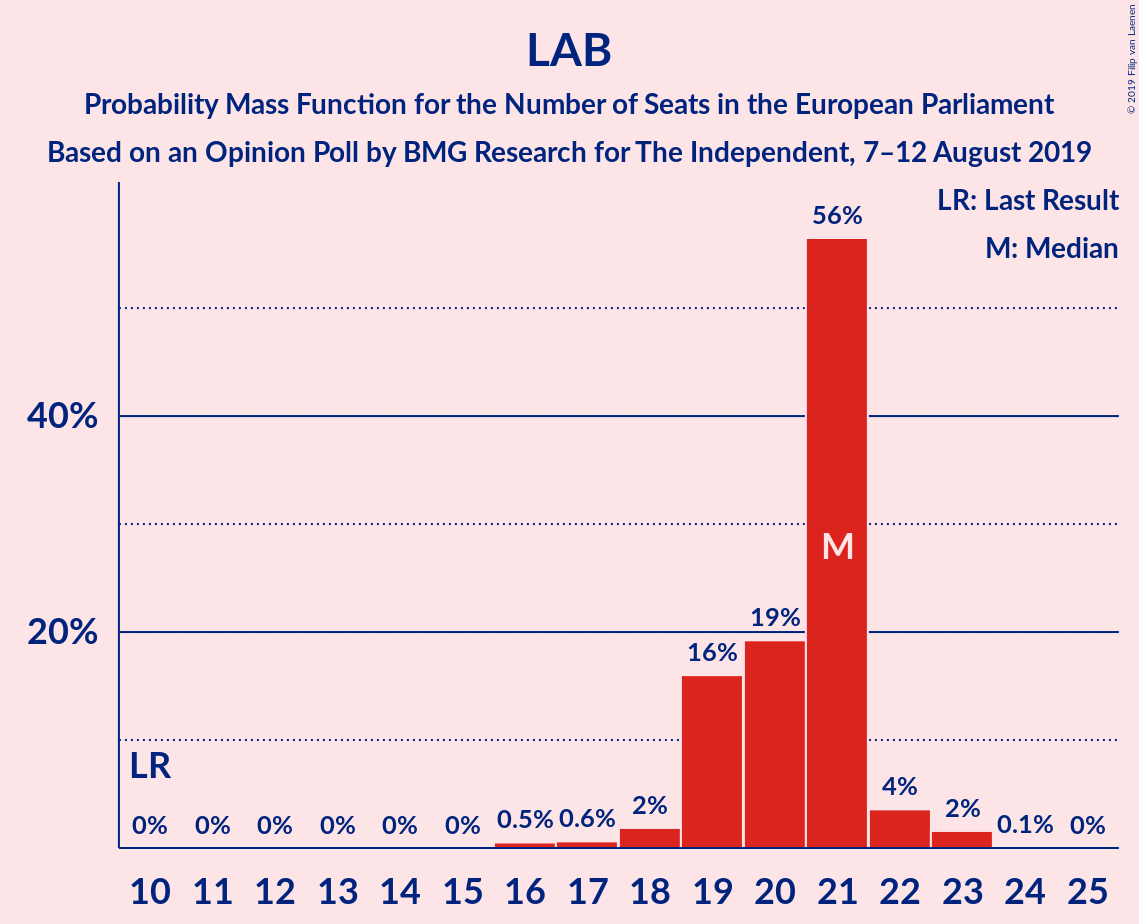 LAB
Probability Mass Function for the Number of Seats in the European Parliament
Based on an Opinion Poll by BMG Research for The Independent, 7–12 August 2019
© 2019 Filip van Laenen
LR: Last Result
M: Median
56%
40%
M
20%
19%
16%
LR
0% 0% 0% 0% 0% 0% 0.5% 0.6% 2% 4% 2% 0.1% 0%
10 11 12 13 14 15 16 17 18 19 20 21 22 23 24 25